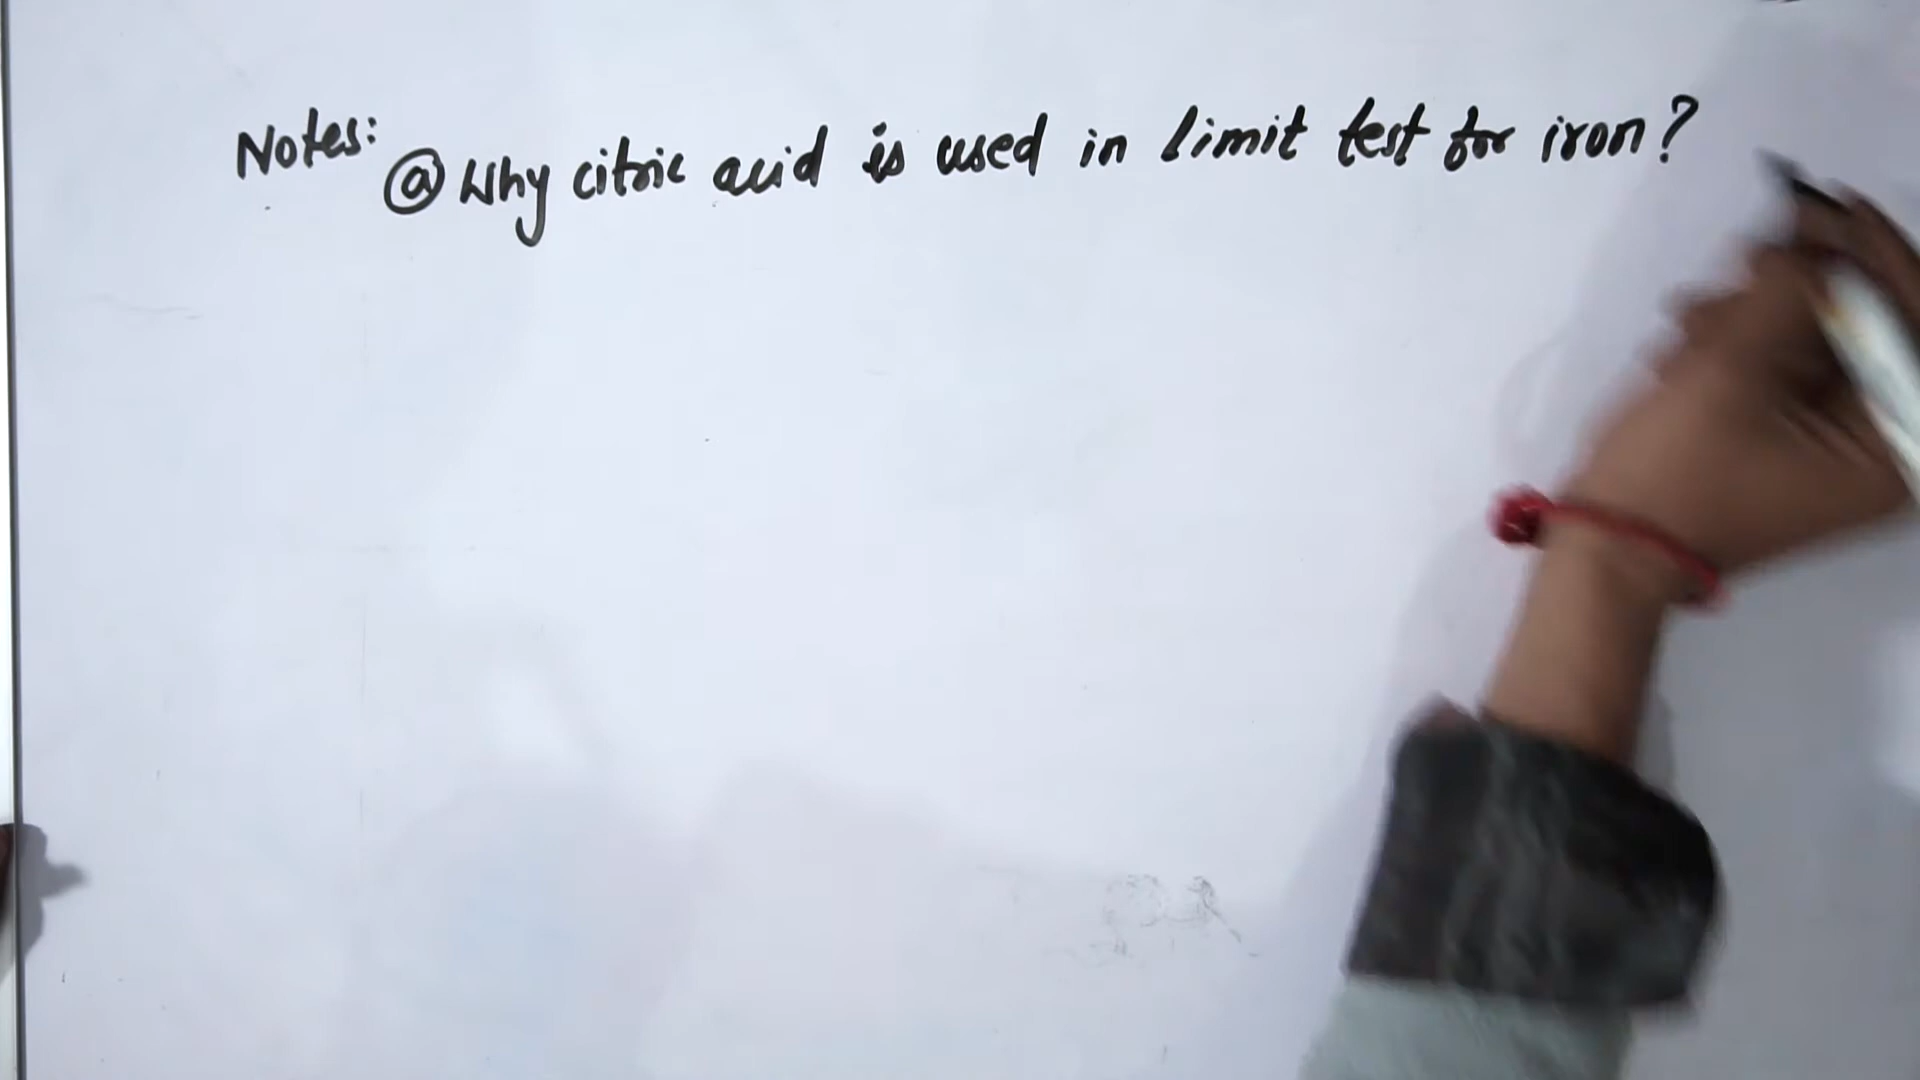 Notes: ⓐ Why citric acid is used in limit test for iron?